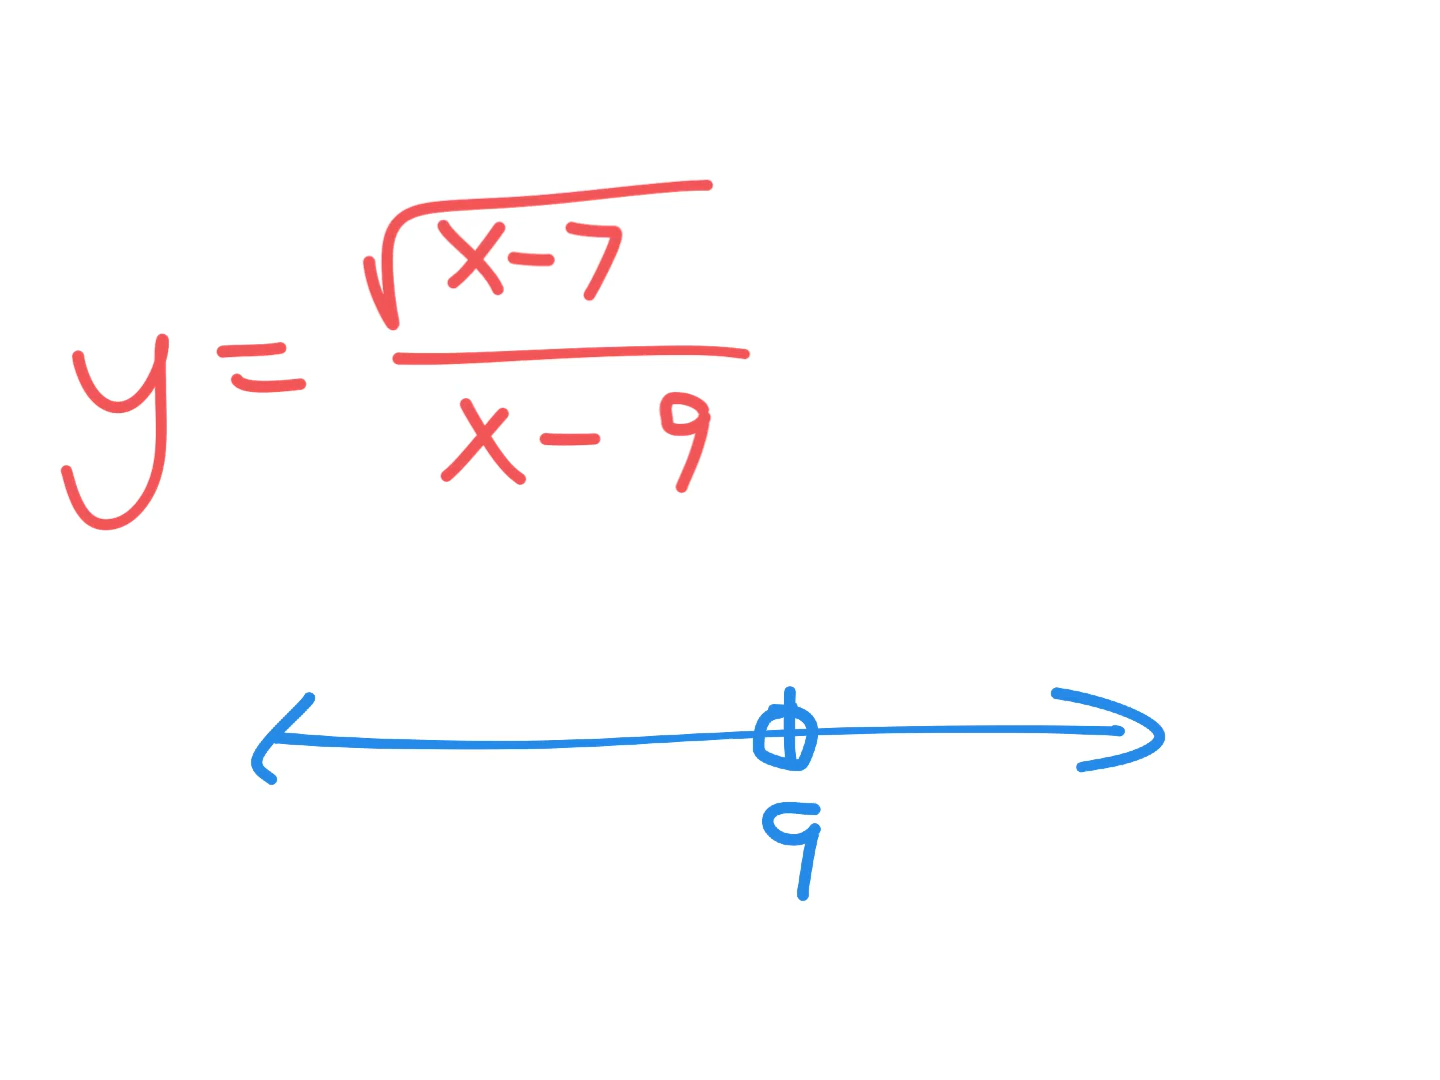 y = √(x-7) / (x - 9)
9